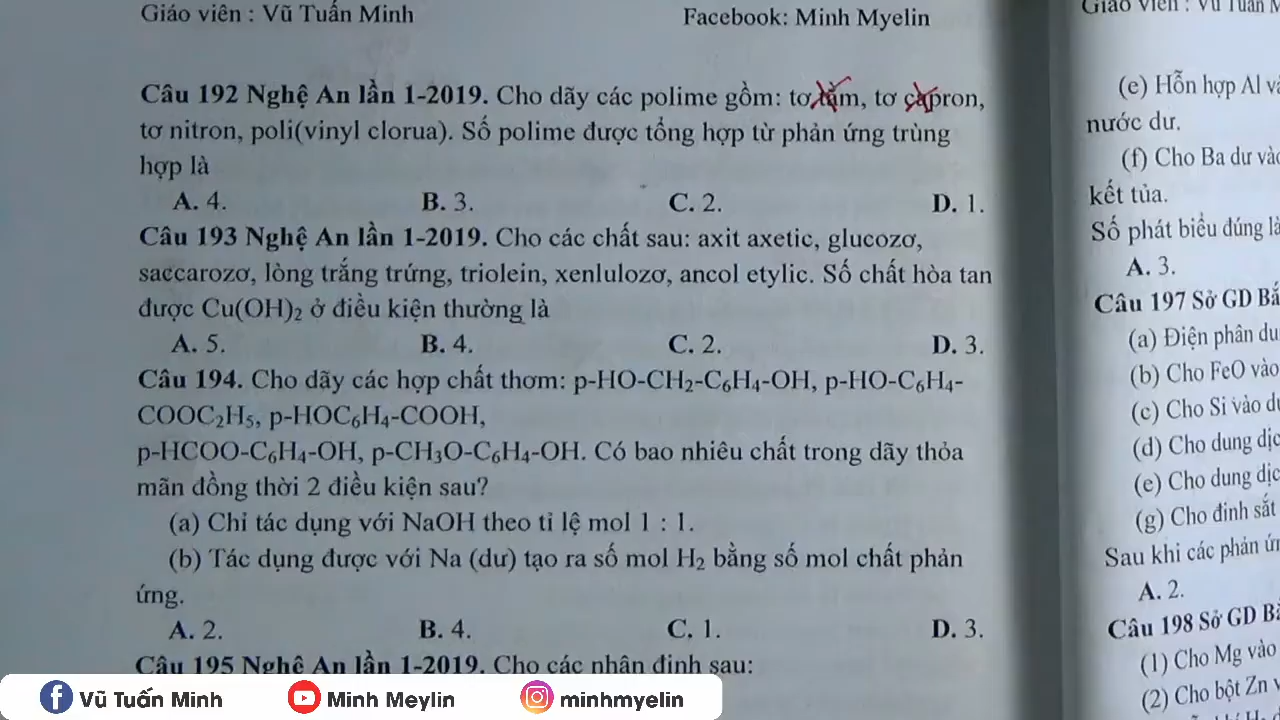 Giáo viên : Vũ Tuấn Minh
Facebook: Minh Myelin
Câu 192 Nghệ An lần 1-2019. Cho dãy các polime gồm: tơ tằm, tơ capron,
tơ nitron, poli(vinyl clorua). Số polime được tổng hợp từ phản ứng trùng
hợp là
A. 4. B. 3. C. 2. D. 1.
Câu 193 Nghệ An lần 1-2019. Cho các chất sau: axit axetic, glucozơ,
saccarozơ, lòng trắng trứng, triolein, xenlulozơ, ancol etylic. Số chất hòa tan
được Cu(OH)₂ ở điều kiện thường là
A. 5. B. 4. C. 2. D. 3.
Câu 194. Cho dãy các hợp chất thơm: p-HO-CH₂-C₆H₄-OH, p-HO-C₆H₄-
COOC₂H₅, p-HOC₆H₄-COOH,
p-HCOO-C₆H₄-OH, p-CH₃O-C₆H₄-OH. Có bao nhiêu chất trong dãy thỏa
mãn đồng thời 2 điều kiện sau?
(a) Chỉ tác dụng với NaOH theo tỉ lệ mol 1 : 1.
(b) Tác dụng được với Na (dư) tạo ra số mol H₂ bằng số mol chất phản
ứng.
A. 2. B. 4. C. 1. D. 3.
Câu 195 Nghệ An lần 1-2019. Cho các nhận định sau:
Giáo viên : Vũ Tuấn
(e) Hỗn hợp Al
nước dư.
(f) Cho Ba dư
kết tủa.
Số phát biểu đúng
A. 3.
Câu 197 Sở GD
(a) Điện phân
(b) Cho FeO vào
(c) Cho Si vào
(d) Cho dung
(e) Cho dung
(g) Cho đinh sắt
Sau khi các phản
A. 2.
Câu 198 Sở GD
(1) Cho Mg vào
(2) Cho bột Zn
Vũ Tuấn Minh
Minh Meylin
minhmyelin